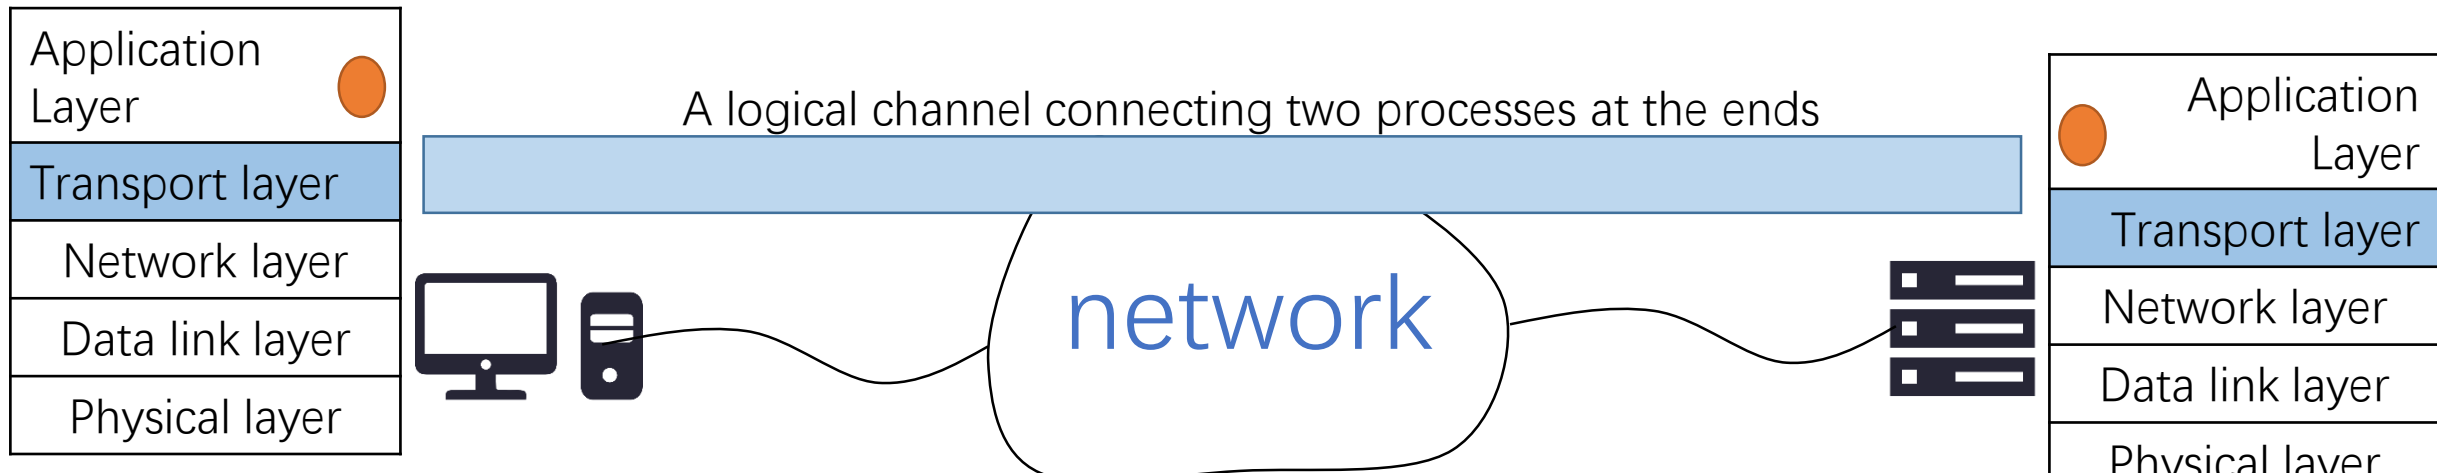 Application
Layer
Transport layer
Network layer
Data link layer
Physical layer
A logical channel connecting two processes at the ends
network
Application
Layer
Transport layer
Network layer
Data link layer
Physical layer